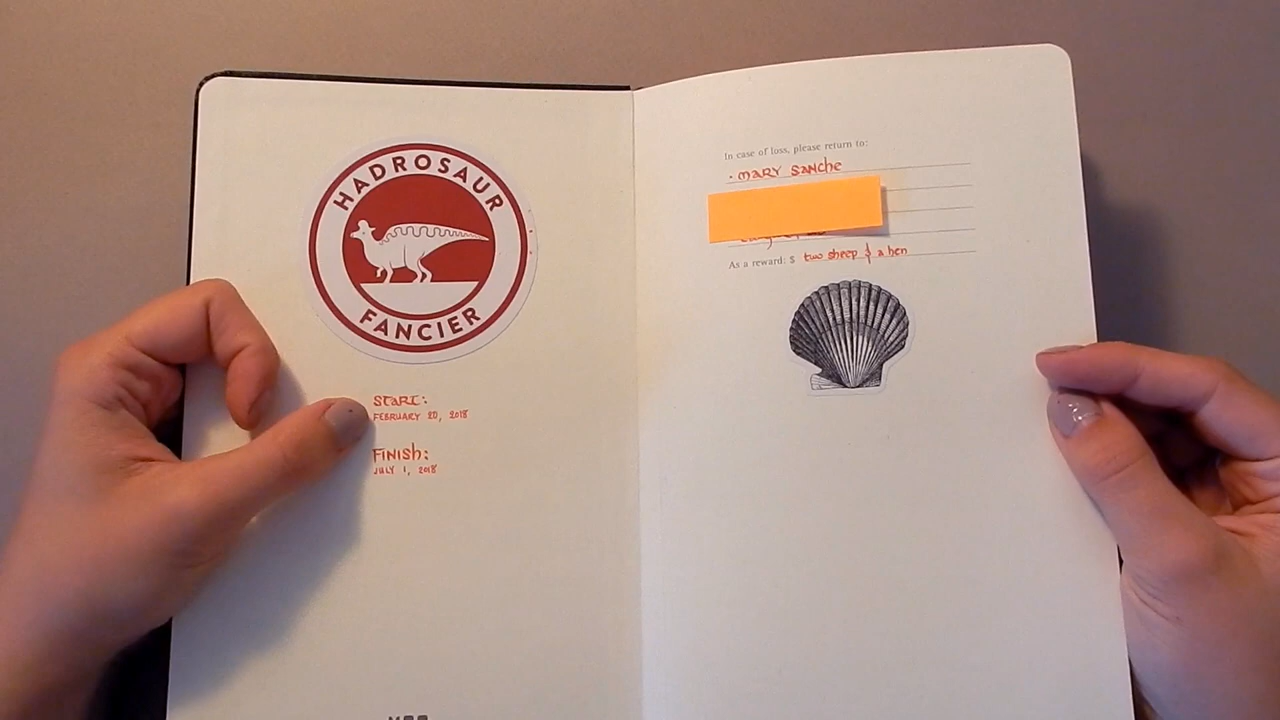 HADROSAUR
FANCIER
START:
FEBRUARY 20, 2018
FINISH:
JULY 1, 2018
In case of loss, please return to:
· MARY SANChE
As a reward: $ two sheep & a hen